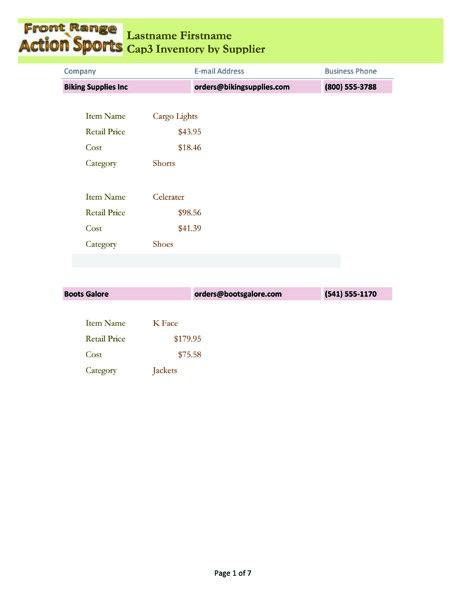 Front Range
Action Sports
Lastname Firstname
Cap3 Inventory by Supplier
Company E-mail Address Business Phone
Biking Supplies Inc orders@bikingsupplies.com (800) 555-3788
Item Name Cargo Lights
Retail Price $43.95
Cost $18.46
Category Shorts
Item Name Celerater
Retail Price $98.56
Cost $41.39
Category Shoes
Boots Galore orders@bootsgalore.com (541) 555-1170
Item Name K Face
Retail Price $179.95
Cost $75.58
Category Jackets
Page 1 of 7